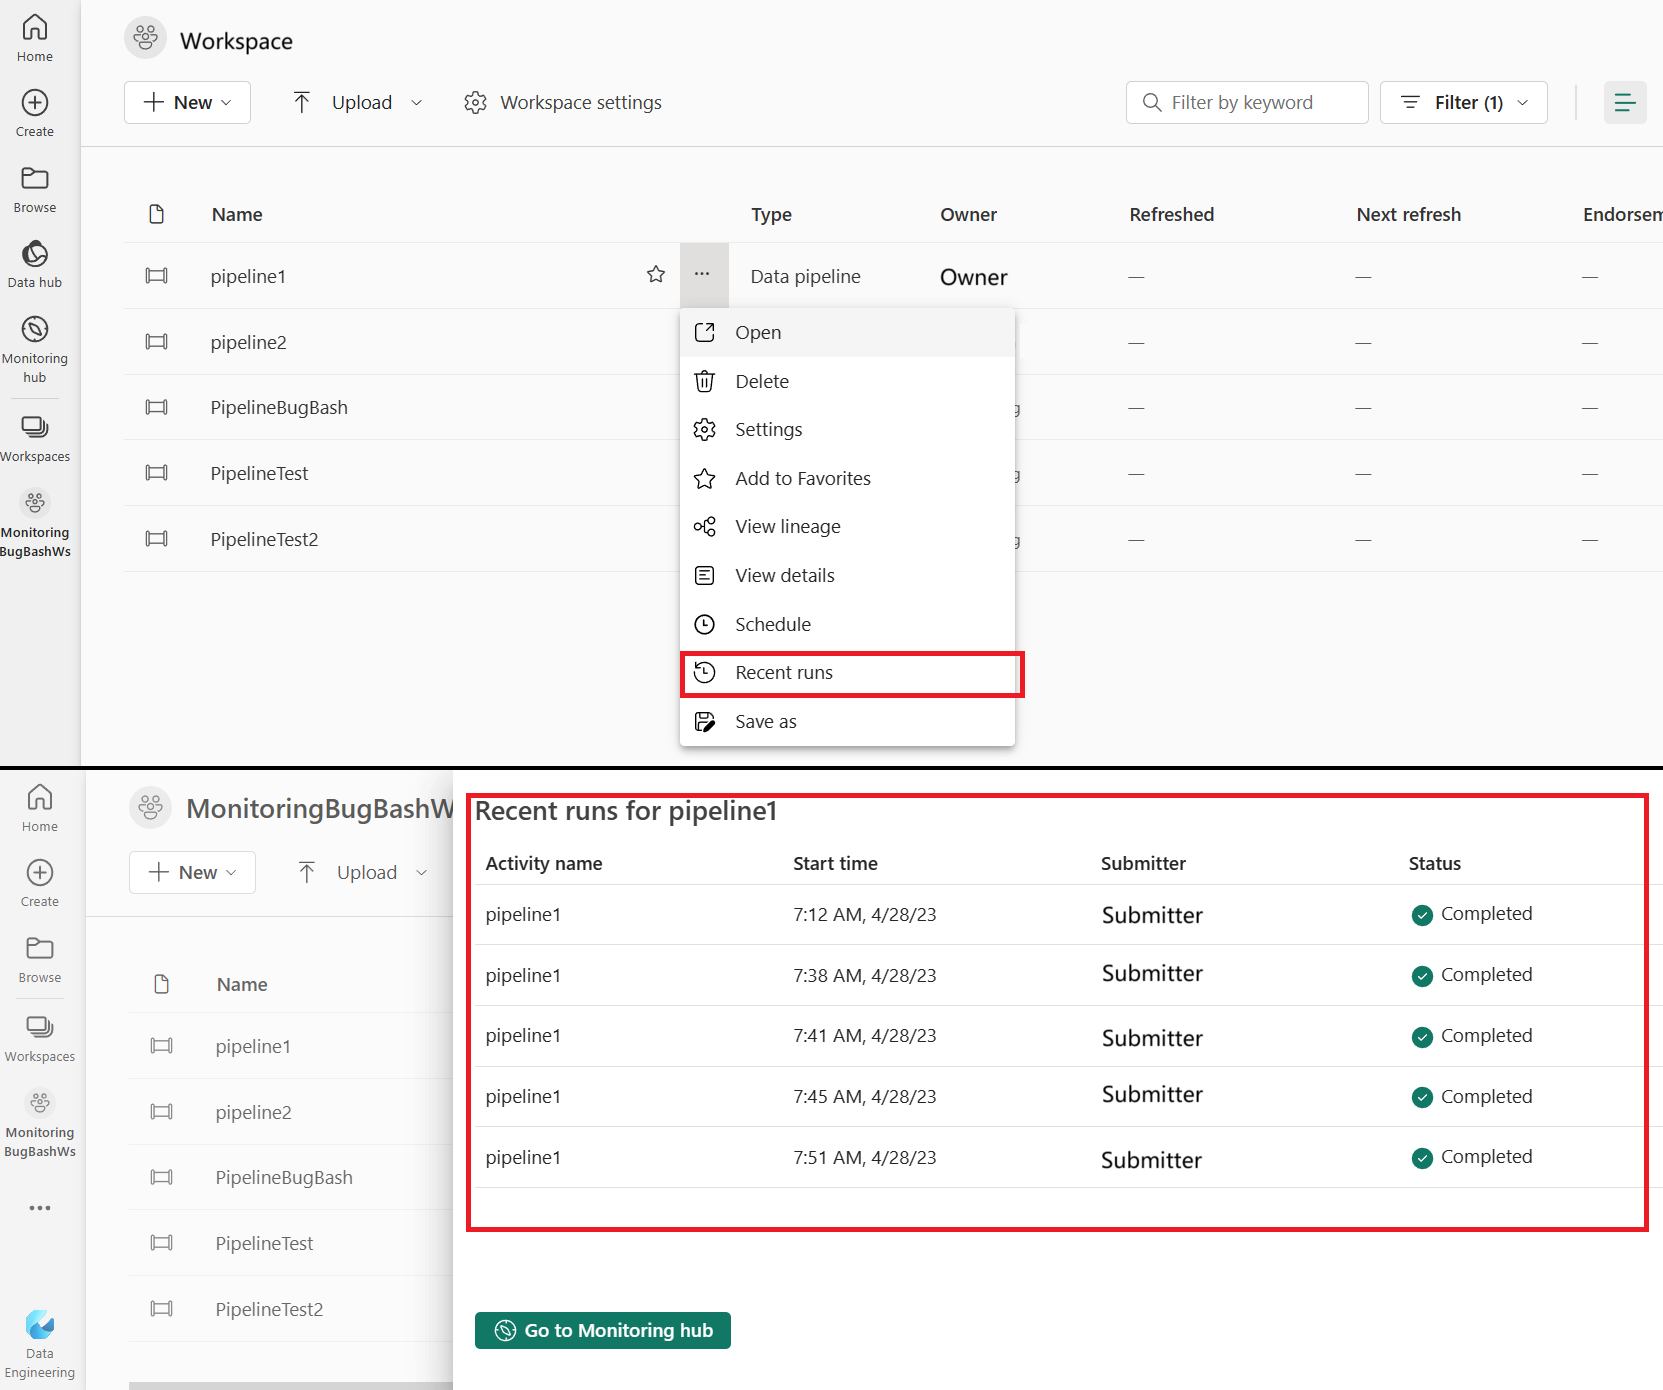 Home
Create
Browse
Data hub
Monitoring
hub
Workspaces
Monitoring
BugBashWs
Workspace
New
Upload
Workspace settings
Filter by keyword
Filter (1)
Name Type Owner Refreshed Next refresh Endorsem
pipeline1 ... Data pipeline Owner — — —
pipeline2 — — —
PipelineBugBash g — — —
PipelineTest g — — —
PipelineTest2 g — — —
Open
Delete
Settings
Add to Favorites
View lineage
View details
Schedule
Recent runs
Save as
Home
Create
Browse
Workspaces
Monitoring
BugBashWs
...
Data
Engineering
MonitoringBugBashW
New
Upload
Name
pipeline1
pipeline2
PipelineBugBash
PipelineTest
PipelineTest2
Recent runs for pipeline1
Activity name Start time Submitter Status
pipeline1 7:12 AM, 4/28/23 Submitter Completed
pipeline1 7:38 AM, 4/28/23 Submitter Completed
pipeline1 7:41 AM, 4/28/23 Submitter Completed
pipeline1 7:45 AM, 4/28/23 Submitter Completed
pipeline1 7:51 AM, 4/28/23 Submitter Completed
Go to Monitoring hub